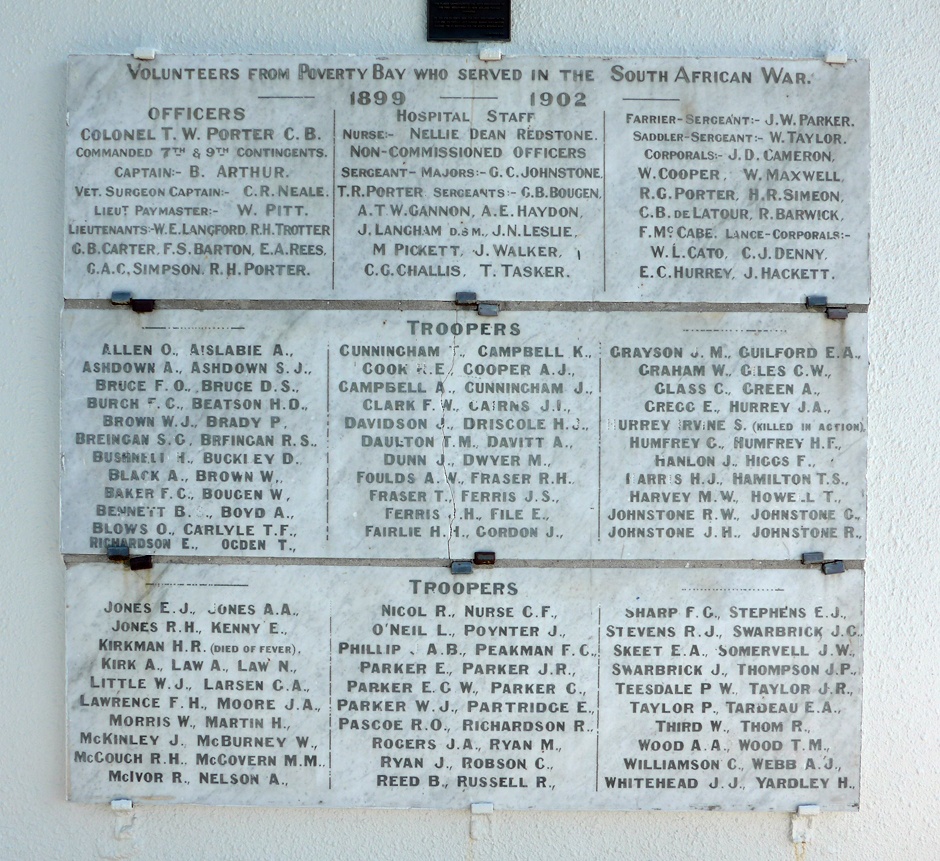 VOLUNTEERS FROM POVERTY BAY WHO SERVED IN THE SOUTH AFRICAN WAR.
1899 1902
OFFICERS
COLONEL T. W. PORTER C. B.
COMMANDED 7TH & 9TH CONTINGENTS.
CAPTAIN:- B. ARTHUR.
VET. SURGEON CAPTAIN:- C. R. NEALE.
LIEUT PAYMASTER:- W. PITT.
LIEUTENANTS:- W. E. LANGFORD, R. H. TROTTER
G. B. CARTER, F. S. BARTON, E. A. REES,
G. A. C. SIMPSON, R. H. PORTER.
HOSPITAL STAFF
NURSE:- NELLIE DEAN REDSTONE.
NON-COMMISSIONED OFFICERS
SERGEANT-MAJORS:- G. C. JOHNSTONE,
T. R. PORTER SERGEANTS:- G. B. BOUGEN,
A. T. W. GANNON, A. E. HAYDON,
J. LANGHAM D.S.M., J. N. LESLIE,
M PICKETT, J. WALKER,
C. G. CHALLIS, T. TASKER.
FARRIER-SERGEANT:- J. W. PARKER.
SADDLER-SERGEANT:- W. TAYLOR.
CORPORALS:- J. D. CAMERON,
W. COOPER, W. MAXWELL,
R. G. PORTER, H. R. SIMEON,
C. B. DE LATOUR, R. BARWICK,
F. MCCABE. LANCE-CORPORALS:-
W. L. CATO, C. J. DENNY,
E. C. HURREY, J. HACKETT.
TROOPERS
ALLEN O., AISLABIE A.,
ASHDOWN A., ASHDOWN S. J.,
BRUCE F. O., BRUCE D. S.,
BURCH F. C., BEATSON H. D.,
BROWN W. J., BRADY P.,
BREINGAN S. G., BREINGAN R. S.,
BUSHNELL H., BUCKLEY D.,
BLACK A., BROWN W.,
BAKER F. G., BOUGEN W,
BENNETT B., BOYD A.,
BLOWS O., CARLYLE T. F.,
RICHARDSON E., OGDEN T.,
CUNNINGHAM T., CAMPBELL K.,
COOK R. E., COOPER A. J.,
CAMPBELL A., CUNNINGHAM J.,
CLARK F. W., CAIRNS J. I.,
DAVIDSON J., DRISCOLE H. J.,
DAULTON T. M., DAVITT A.,
DUNN J., DWYER M.,
FOULDS A. W., FRASER R. H.,
FRASER T., FERRIS J. S.,
FERRIS J. H., FILE E.,
FAIRLIE H. H., GORDON J.,
GRAYSON J. M., GUILFORD E. A.,
GRAHAM W., GILES C. W.,
GLASS C., GREEN A.,
GREGG E., HURREY J. A.,
HURREY IRVINE S. (KILLED IN ACTION),
HUMFREY G., HUMFREY H. F.,
HANLON J., HIGGS F.,
HARRIS H. J., HAMILTON T. S.,
HARVEY M. W., HOWELL T.,
JOHNSTONE R. W., JOHNSTONE G.,
JOHNSTONE J. H., JOHNSTONE R.,
TROOPERS
JONES E. J., JONES A. A.,
JONES R. H., KENNY E.,
KIRKMAN H. R. (DIED OF FEVER),
KIRK A., LAW A., LAW N.,
LITTLE W. J., LARSEN C. A.,
LAWRENCE F. H., MOORE J. A.,
MORRIS W., MARTIN H.,
MCKINLEY J., MCBURNEY W.,
MCGOUCH R. H., MCGOVERN M. M.,
MCIVOR R., NELSON A.,
NICOL R., NURSE C. F.,
O'NEIL L., POYNTER J.,
PHILLIP A. B., PEAKMAN F. G.,
PARKER E., PARKER J. R.,
PARKER E. G W., PARKER C.,
PARKER W. J., PARTRIDGE E.,
PASCOE R. O., RICHARDSON R.,
ROGERS J. A., RYAN M.,
RYAN J., ROBSON C.,
REED B., RUSSELL R.,
SHARP F. G., STEPHENS E. J.,
STEVENS R. J., SWARBRICK J. G.,
SKEET E. A., SOMERVELL J. W.,
SWARBRICK J., THOMPSON J. P.,
TEESDALE P W., TAYLOR J. R.,
TAYLOR P., TARDEAU E. A.,
THIRD W., THOM R.,
WOOD A. A., WOOD T. M.,
WILLIAMSON C., WEBB A. J.,
WHITEHEAD J. J., YARDLEY H.,